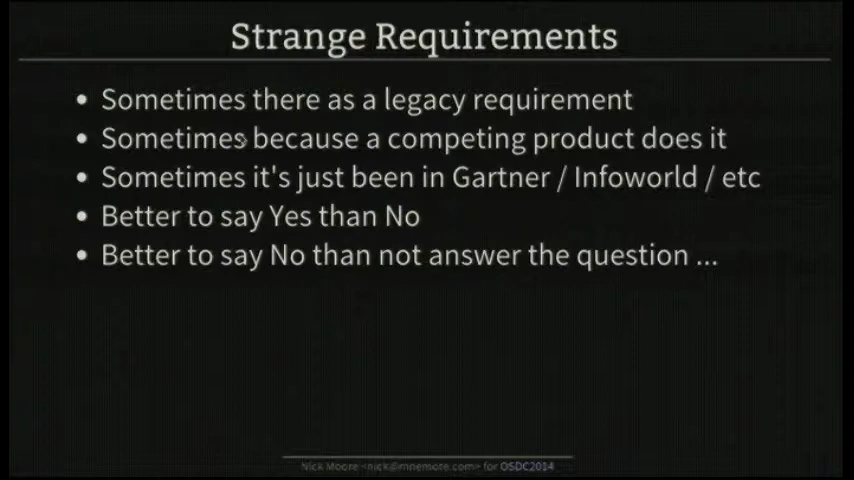 Strange Requirements
• Sometimes there as a legacy requirement
• Sometimes because a competing product does it
• Sometimes it's just been in Gartner / Infoworld / etc
• Better to say Yes than No
• Better to say No than not answer the question ...
Nick Moore <nick@mnemote.com> for OSDC2014